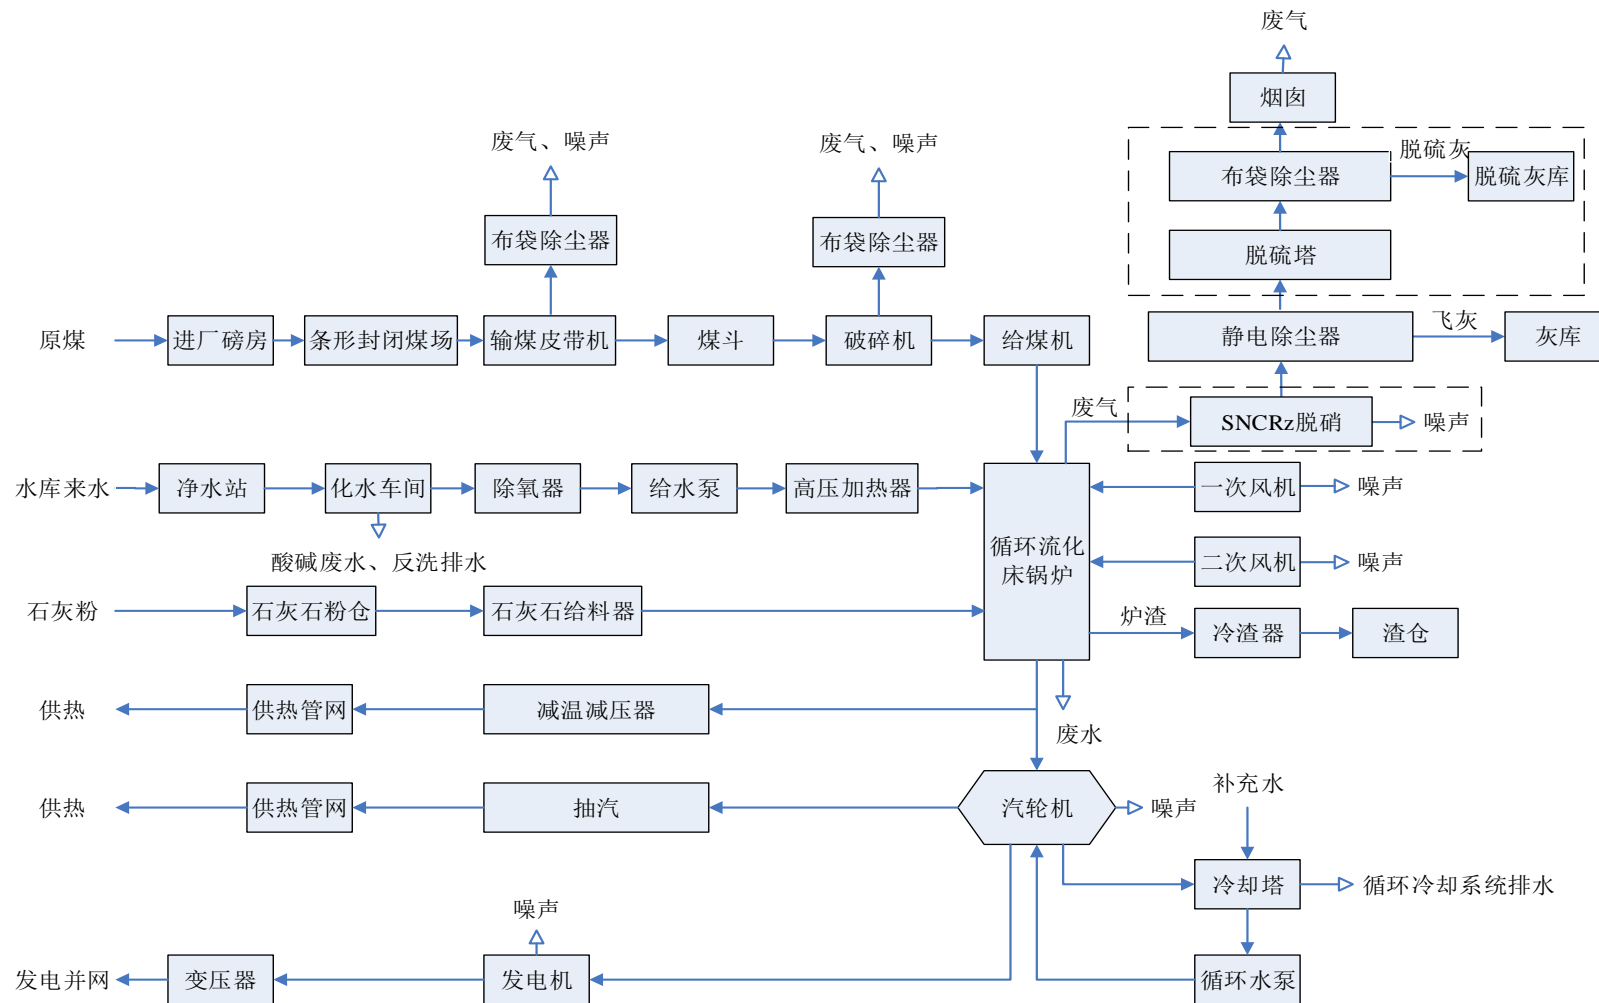 废气
烟囱
废气、噪声
废气、噪声
脱硫灰
布袋除尘器
脱硫灰库
布袋除尘器
布袋除尘器
脱硫塔
原煤
进厂磅房
条形封闭煤场
输煤皮带机
煤斗
破碎机
给煤机
静电除尘器
飞灰
灰库
废气
SNCRz脱硝
噪声
水库来水
净水站
化水车间
除氧器
给水泵
高压加热器
一次风机
噪声
酸碱废水、反洗排水
循环流化
床锅炉
二次风机
噪声
石灰粉
石灰石粉仓
石灰石给料器
炉渣
冷渣器
渣仓
供热
供热管网
减温减压器
废水
供热
供热管网
抽汽
汽轮机
噪声
补充水
冷却塔
循环冷却系统排水
噪声
发电并网
变压器
发电机
循环水泵